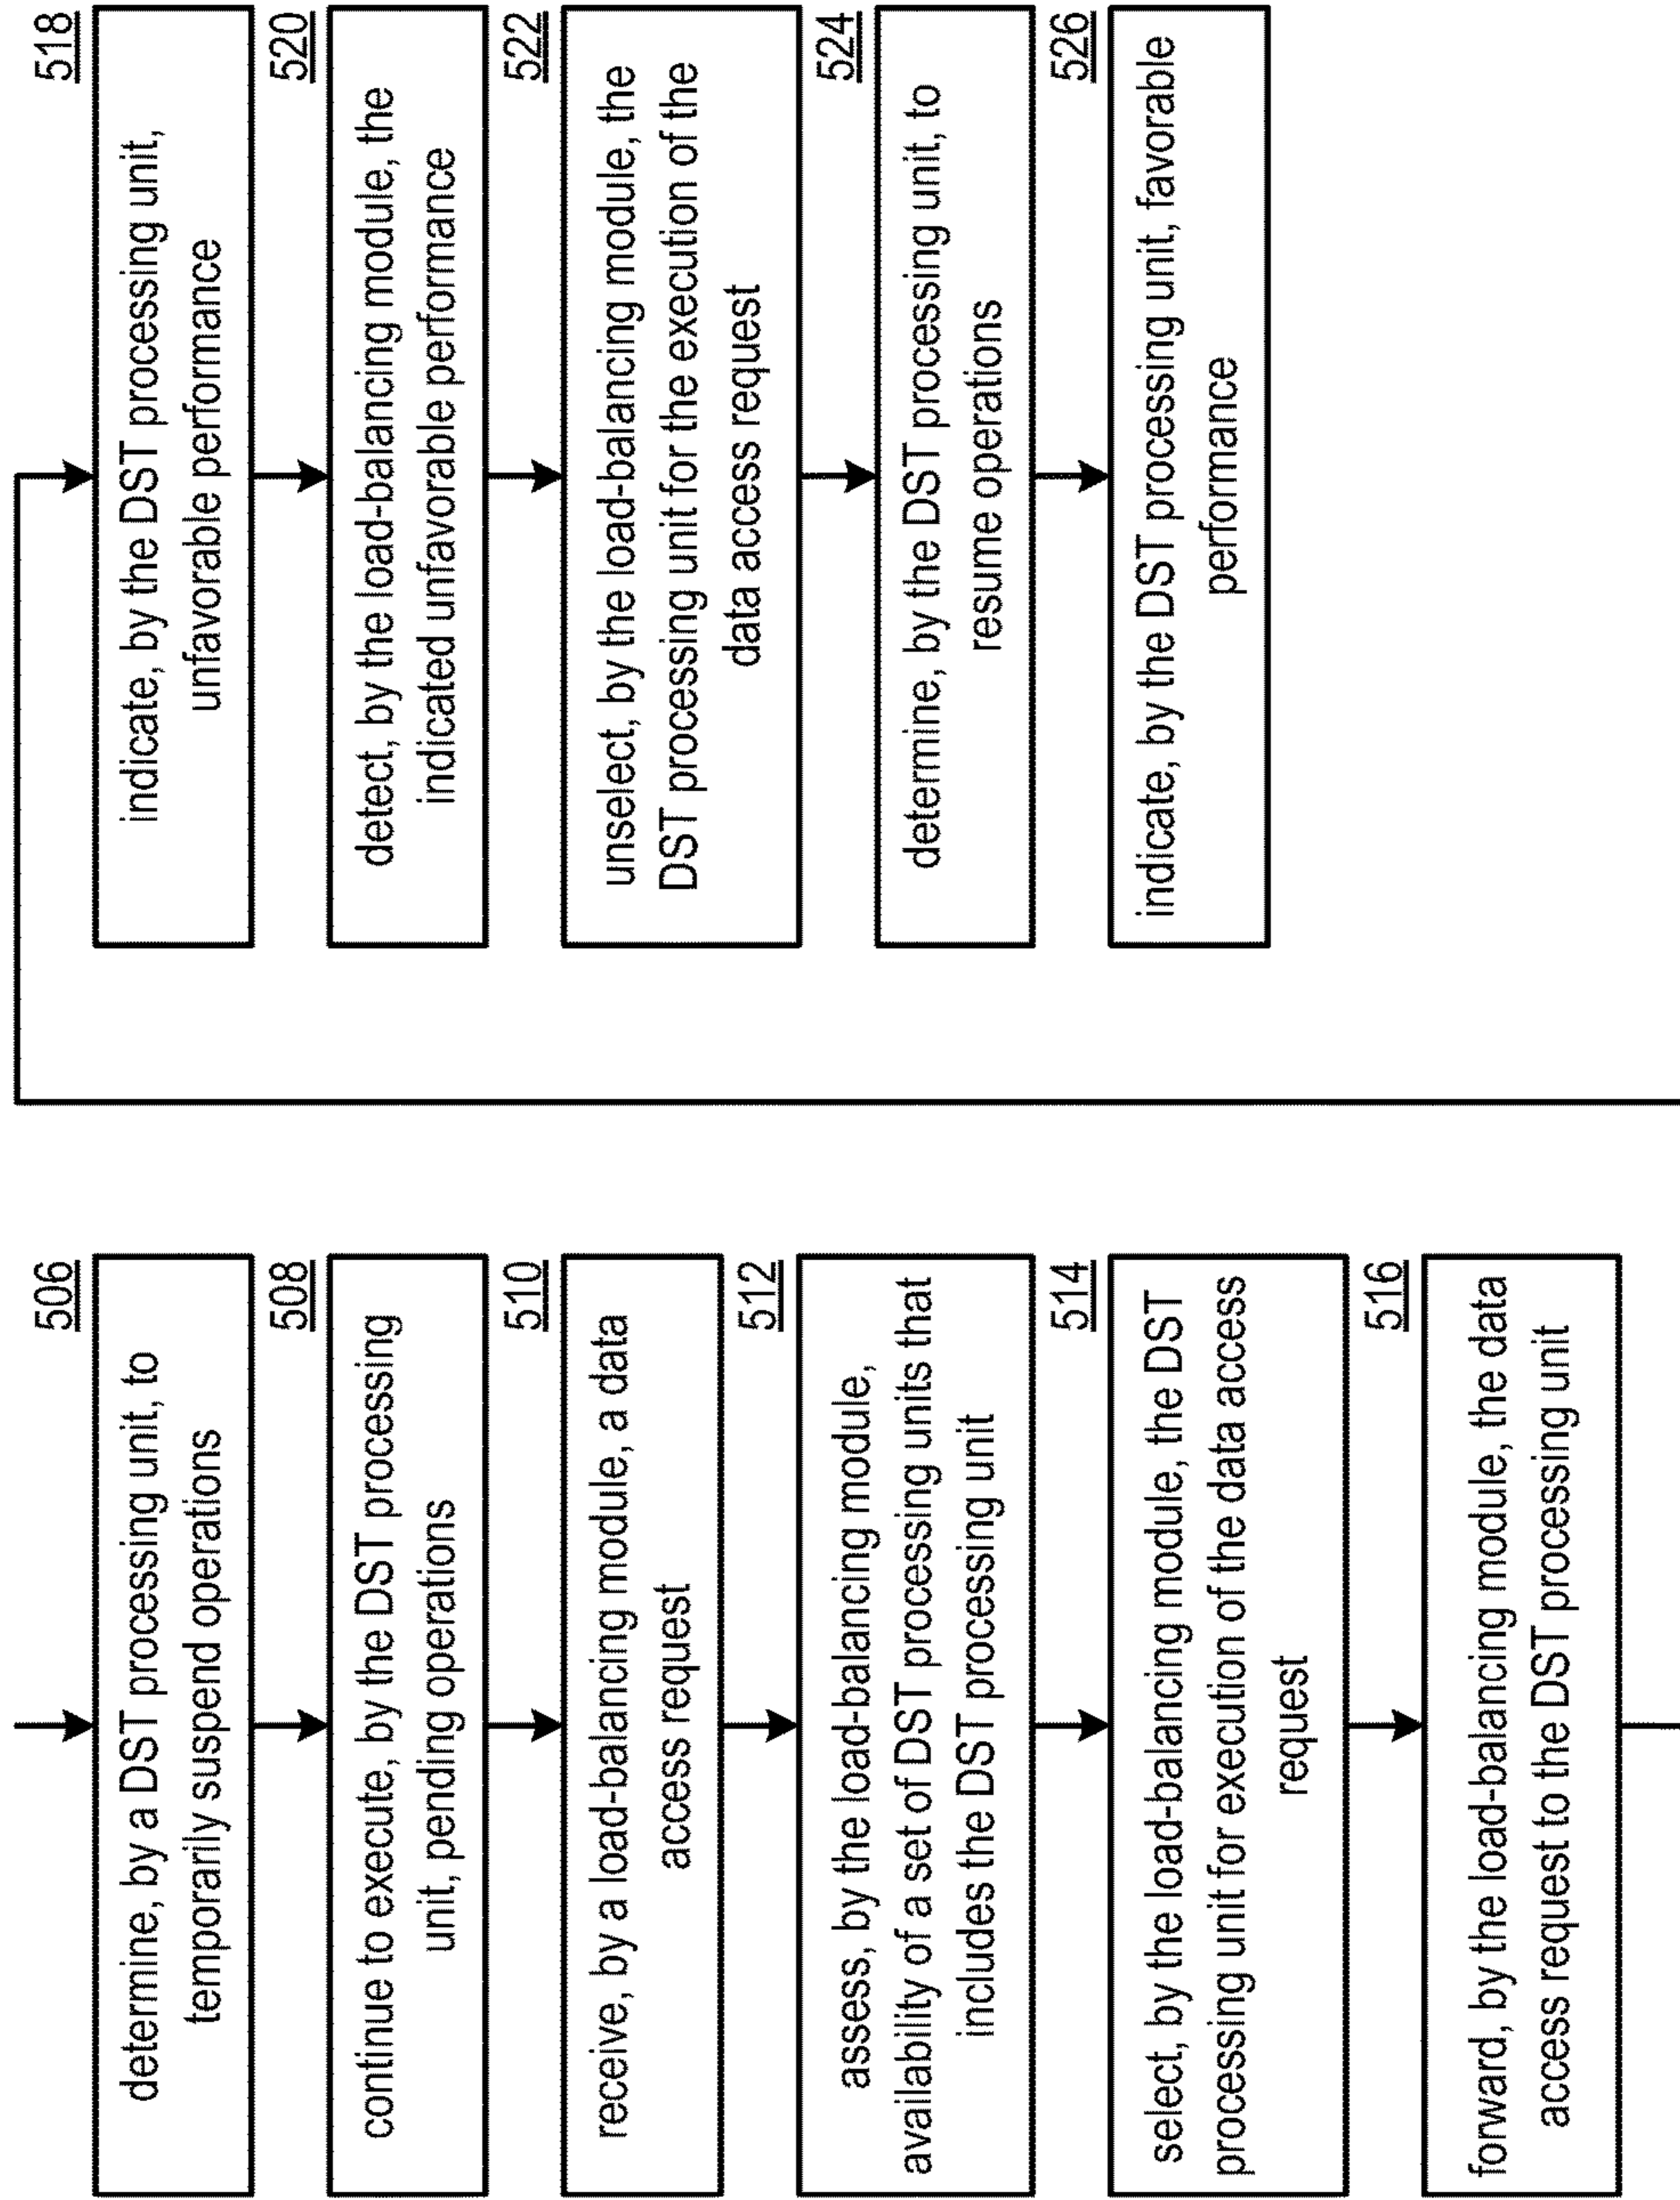 506
determine, by a DST processing unit, to
temporarily suspend operations
508
continue to execute, by the DST processing
unit, pending operations
510
receive, by a load-balancing module, a data
access request
512
assess, by the load-balancing module,
availability of a set of DST processing units that
includes the DST processing unit
514
select, by the load-balancing module, the DST
processing unit for execution of the data access
request
516
forward, by the load-balancing module, the data
access request to the DST processing unit
518
indicate, by the DST processing unit,
unfavorable performance
520
detect, by the load-balancing module, the
indicated unfavorable performance
522
unselect, by the load-balancing module, the
DST processing unit for the execution of the
data access request
524
determine, by the DST processing unit, to
resume operations
526
indicate, by the DST processing unit, favorable
performance